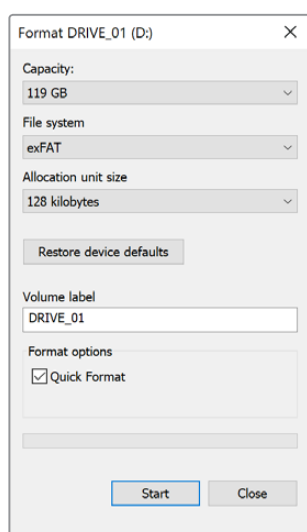 Format DRIVE_01 (D:)
Capacity:
119 GB
File system
exFAT
Allocation unit size
128 kilobytes
Restore device defaults
Volume label
DRIVE_01
Format options
Quick Format
Start Close